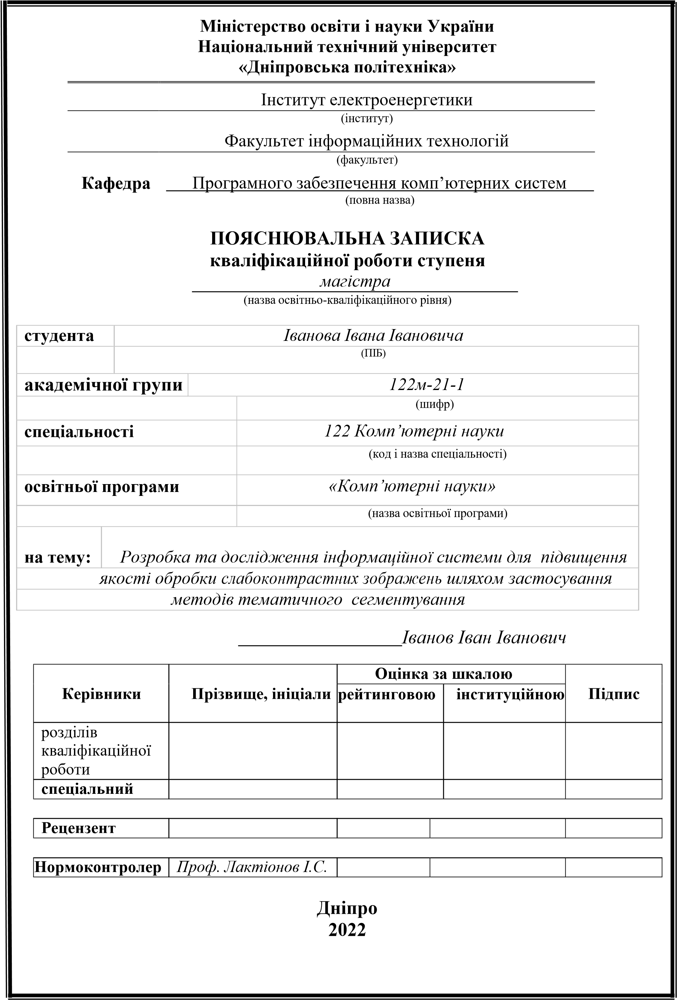 Міністерство освіти і науки України
Національний технічний університет
«Дніпровська політехніка»
Інститут електроенергетики
(інститут)
Факультет інформаційних технологій
(факультет)
Кафедра Програмного забезпечення комп’ютерних систем
(повна назва)
ПОЯСНЮВАЛЬНА ЗАПИСКА
кваліфікаційної роботи ступеня
магістра
(назва освітньо-кваліфікаційного рівня)
студента Іванова Івана Івановича
(ПІБ)
академічної групи 122м-21-1
(шифр)
спеціальності 122 Комп’ютерні науки
(код і назва спеціальності)
освітньої програми «Комп’ютерні науки»
(назва освітньої програми)
на тему: Розробка та дослідження інформаційної системи для підвищення
якості обробки слабоконтрастних зображень шляхом застосування
методів тематичного сегментування
Іванов Іван Іванович
Оцінка за шкалою
Керівники Прізвище, ініціали рейтинговою інституційною Підпис
розділів
кваліфікаційної
роботи
спеціальний
Рецензент
Нормоконтролер Проф. Лактіонов І.С.
Дніпро
2022